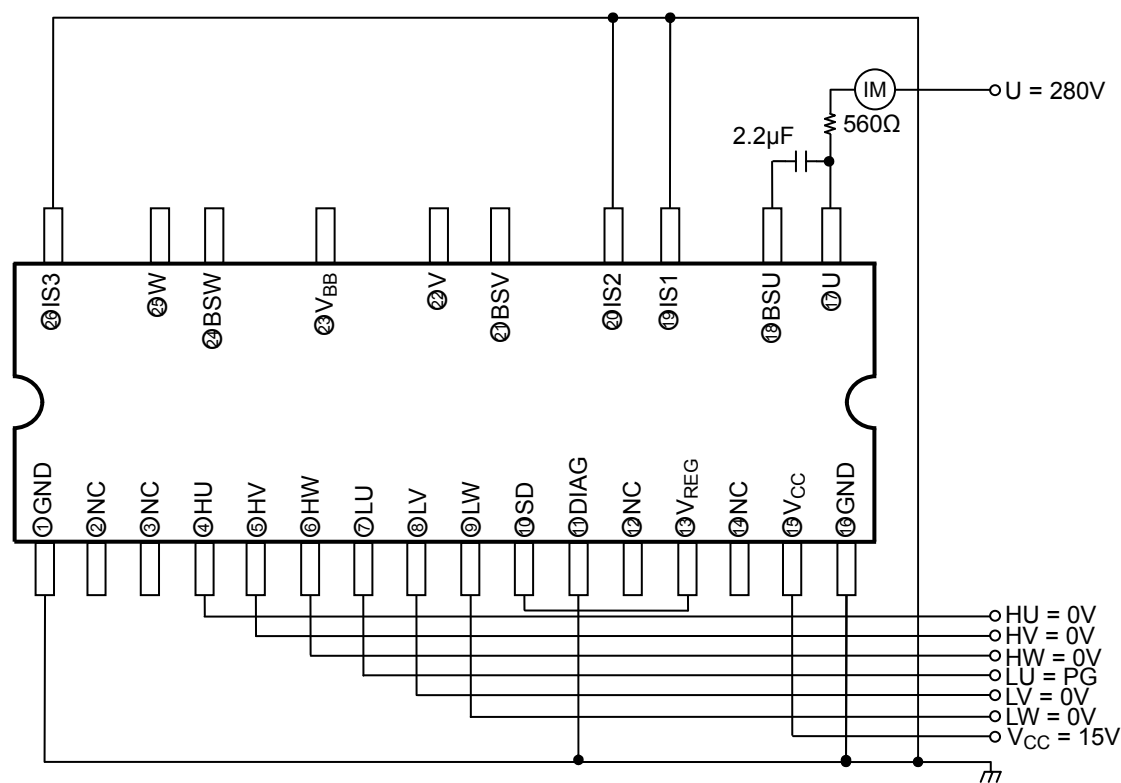 IM
U = 280V
560Ω
2.2μF
㉖IS3
㉕W
㉔BSW
㉓VBB
㉒V
㉑BSV
⑳IS2
⑲IS1
⑱BSU
⑰U
①GND
②NC
③NC
④HU
⑤HV
⑥HW
⑦LU
⑧LV
⑨LW
⑩SD
⑪DIAG
⑫NC
⑬VREG
⑭NC
⑮VCC
⑯GND
HU = 0V
HV = 0V
HW = 0V
LU = PG
LV = 0V
LW = 0V
VCC = 15V